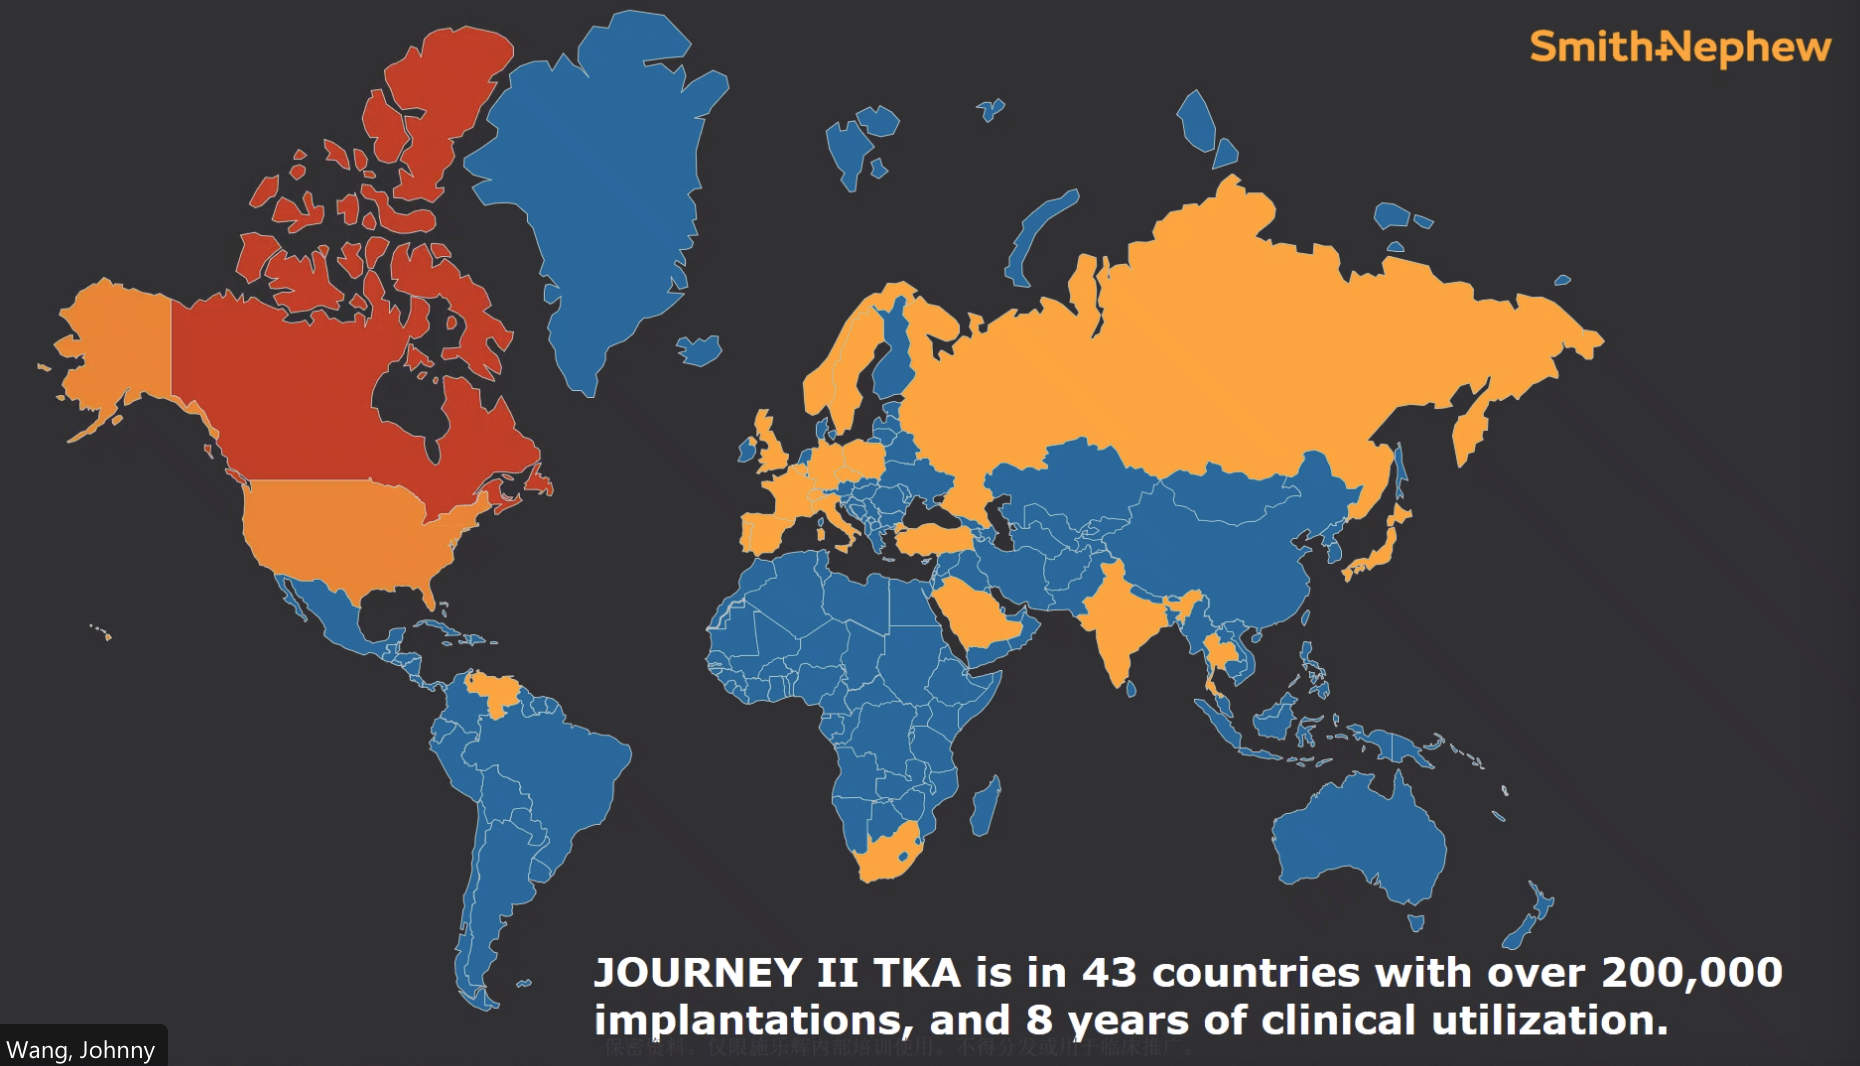 Smith+Nephew
JOURNEY II TKA is in 43 countries with over 200,000
implantations, and 8 years of clinical utilization.
保密资料。仅限施乐辉内部培训使用。不得分发或用于临床推广。
Wang, Johnny